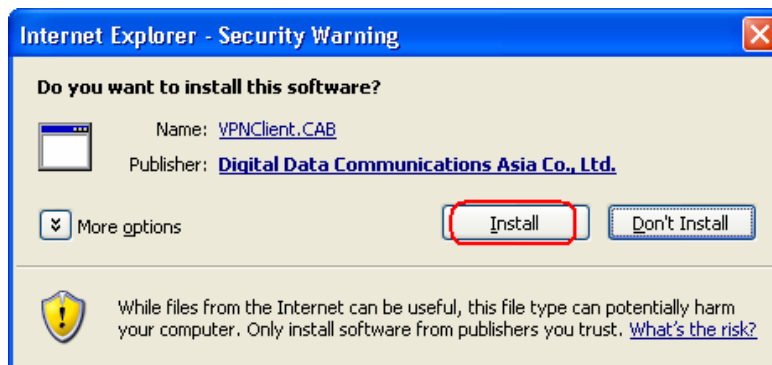 Internet Explorer - Security Warning
Do you want to install this software?
Name: VPNClient.CAB
Publisher: Digital Data Communications Asia Co., Ltd.
More options
Install
Don't Install
While files from the Internet can be useful, this file type can potentially harm
your computer. Only install software from publishers you trust. What's the risk?